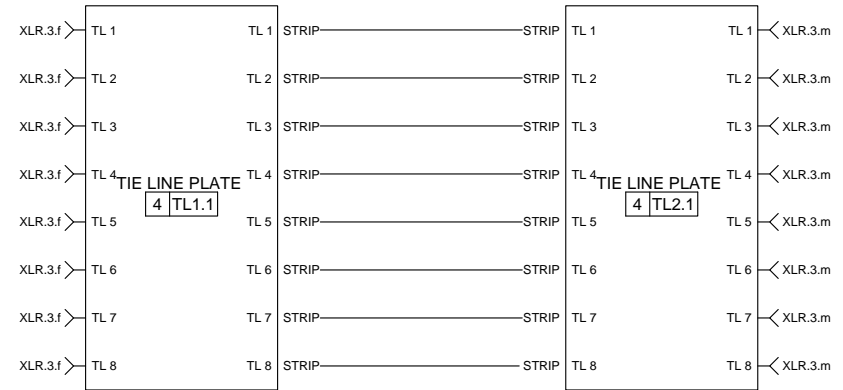 XLR.3.f TL 1 TL 1 STRIP STRIP TL 1 TL 1 XLR.3.m
XLR.3.f TL 2 TL 2 STRIP STRIP TL 2 TL 2 XLR.3.m
XLR.3.f TL 3 TL 3 STRIP STRIP TL 3 TL 3 XLR.3.m
XLR.3.f TL 4 TL 4 STRIP STRIP TL 4 TL 4 XLR.3.m
TIE LINE PLATE TIE LINE PLATE
4 TL1.1 4 TL2.1
XLR.3.f TL 5 TL 5 STRIP STRIP TL 5 TL 5 XLR.3.m
XLR.3.f TL 6 TL 6 STRIP STRIP TL 6 TL 6 XLR.3.m
XLR.3.f TL 7 TL 7 STRIP STRIP TL 7 TL 7 XLR.3.m
XLR.3.f TL 8 TL 8 STRIP STRIP TL 8 TL 8 XLR.3.m